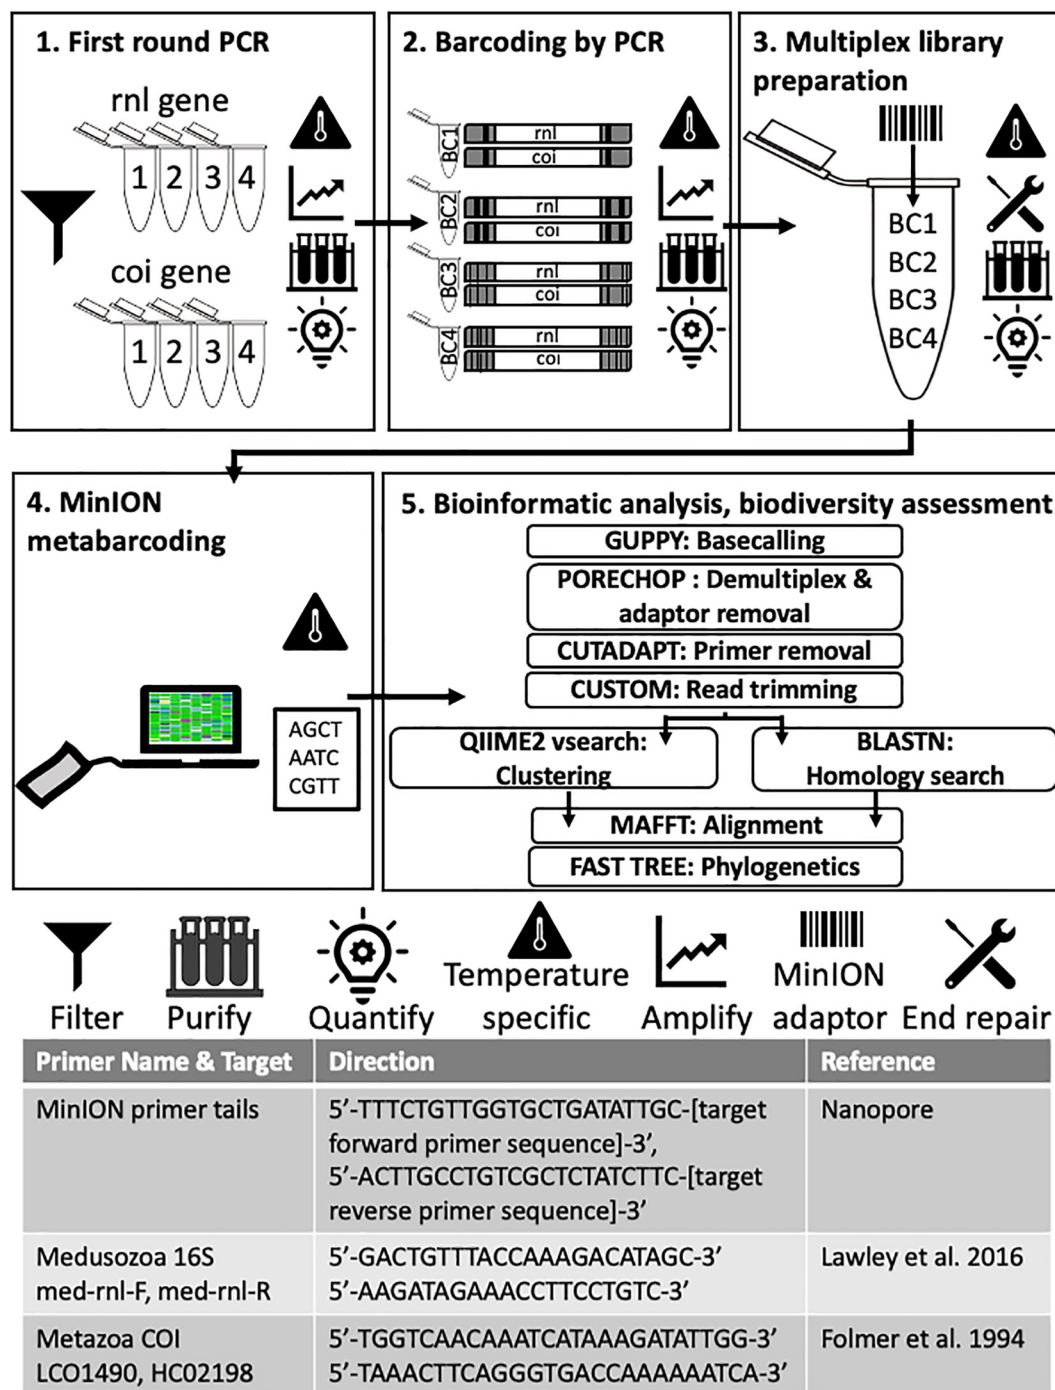 1. First round PCR
rnl gene
1 2 3 4
coi gene
1 2 3 4
2. Barcoding by PCR
BC1
rnl
coi
BC2
rnl
coi
BC3
rnl
coi
BC4
rnl
coi
3. Multiplex library
preparation
BC1
BC2
BC3
BC4
4. MinION
metabarcoding
AGCT
AATC
CGTT
5. Bioinformatic analysis, biodiversity assessment
GUPPY: Basecalling
PORECHOP : Demultiplex &
adaptor removal
CUTADAPT: Primer removal
CUSTOM: Read trimming
QIIME2 vsearch:
Clustering
BLASTN:
Homology search
MAFFT: Alignment
FAST TREE: Phylogenetics
Filter
Purify
Quantify
Temperature
specific
Amplify
MinION
adaptor
End repair
Primer Name & Target Direction Reference
MinION primer tails 5’-TTTCTGTTGGTGCTGATATTGC-[target Nanopore
forward primer sequence]-3’,
5’-ACTTGCCTGTCGCTCTATCTTC-[target
reverse primer sequence]-3’
Medusozoa 16S 5’-GACTGTTTACCAAAGACATAGC-3’ Lawley et al. 2016
med-rnl-F, med-rnl-R 5’-AAGATAGAAACCTTCCTGTC-3’
Metazoa COI 5’-TGGTCAACAAATCATAAAGATATTGG-3’ Folmer et al. 1994
LCO1490, HC02198 5’-TAAACTTCAGGGTGACCAAAAAATCA-3’